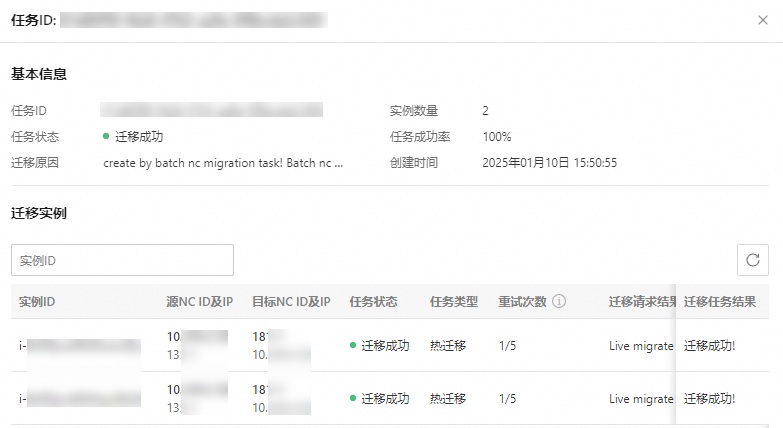 任务ID:
基本信息
任务ID
实例数量 2
任务状态 迁移成功
任务成功率 100%
迁移原因 create by batch nc migration task! Batch nc ...
创建时间 2025年01月10日 15:50:55
迁移实例
实例ID
实例ID 源NC ID及IP 目标NC ID及IP 任务状态 任务类型 重试次数 迁移请求结果 迁移任务结果
i- 10. 13 181 10. 迁移成功 热迁移 1/5 Live migrate 迁移成功!
i- 10. 13 181 10. 迁移成功 热迁移 1/5 Live migrate 迁移成功!